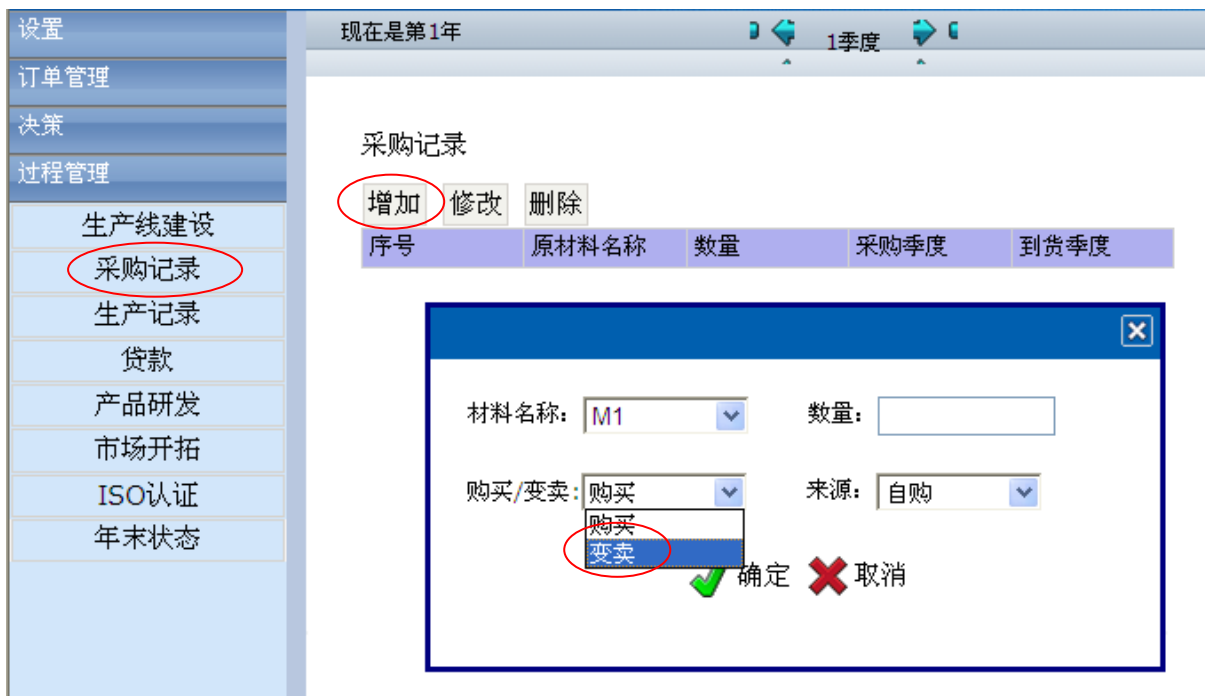 设置
订单管理
决策
过程管理
生产线建设
采购记录
生产记录
贷款
产品研发
市场开拓
ISO认证
年末状态
现在是第1年
1季度
采购记录
增加 修改 删除
序号 原材料名称 数量 采购季度 到货季度
材料名称： M1 数量：
购买/变卖： 购买 来源： 自购
购买
变卖
确定 取消